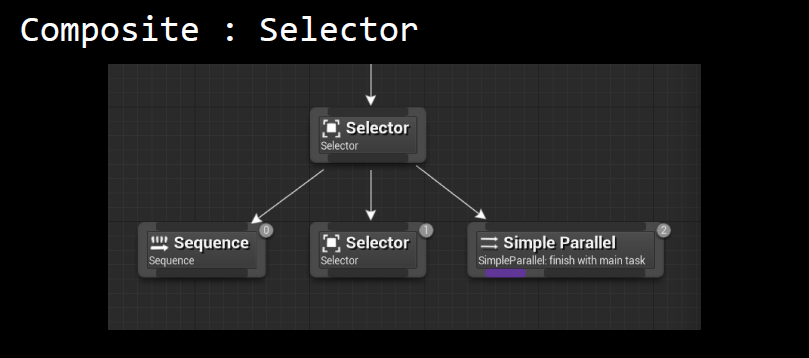 Composite : Selector
Selector
Selector
0
Sequence
Sequence
1
Selector
Selector
2
Simple Parallel
SimpleParallel: finish with main task